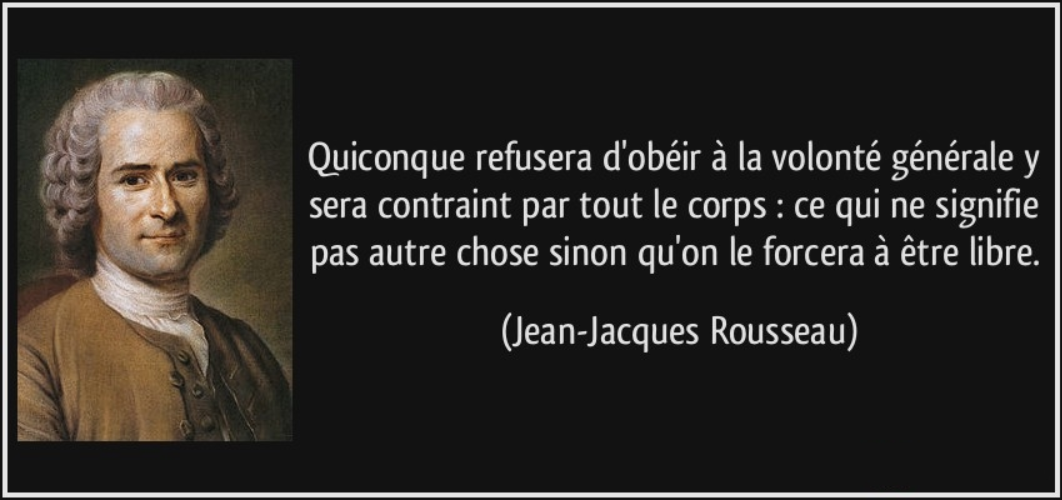 Quiconque refusera d'obéir à la volonté générale y
sera contraint par tout le corps : ce qui ne signifie
pas autre chose sinon qu'on le forcera à être libre.
(Jean-Jacques Rousseau)